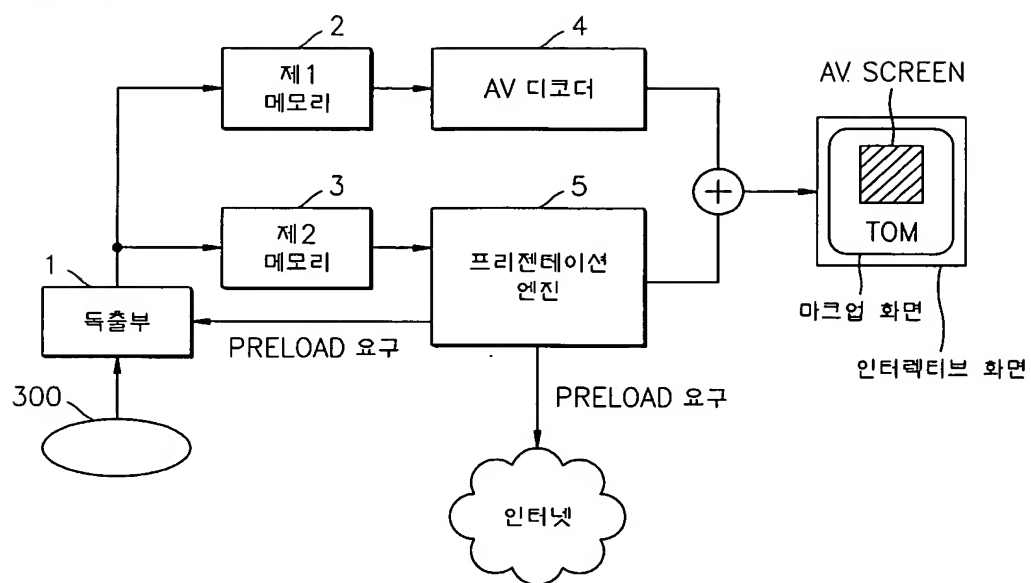 2
제1
메모리
4
AV 디코더
AV. SCREEN
TOM
마크업 화면
인터렉티브 화면
3
제2
메모리
5
프리젠테이션
엔진
1
독출부
PRELOAD 요구
300
PRELOAD 요구
인터넷